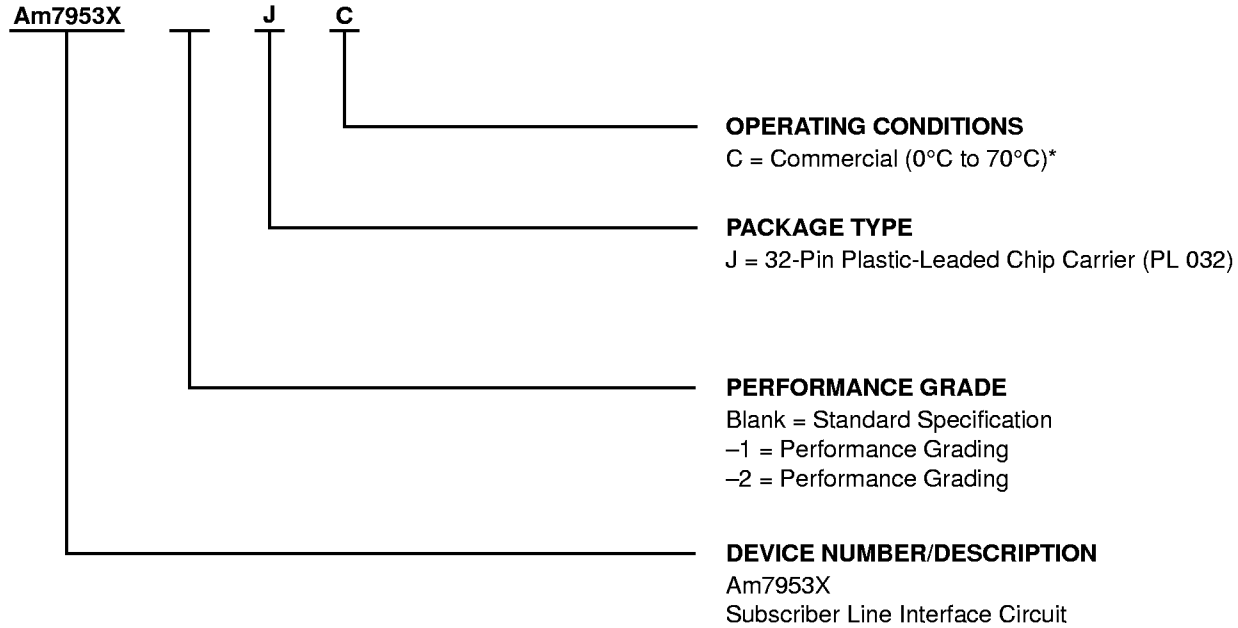 Am7953X J C
OPERATING CONDITIONS
C = Commercial (0°C to 70°C)*
PACKAGE TYPE
J = 32-Pin Plastic-Leaded Chip Carrier (PL 032)
PERFORMANCE GRADE
Blank = Standard Specification
–1 = Performance Grading
–2 = Performance Grading
DEVICE NUMBER/DESCRIPTION
Am7953X
Subscriber Line Interface Circuit